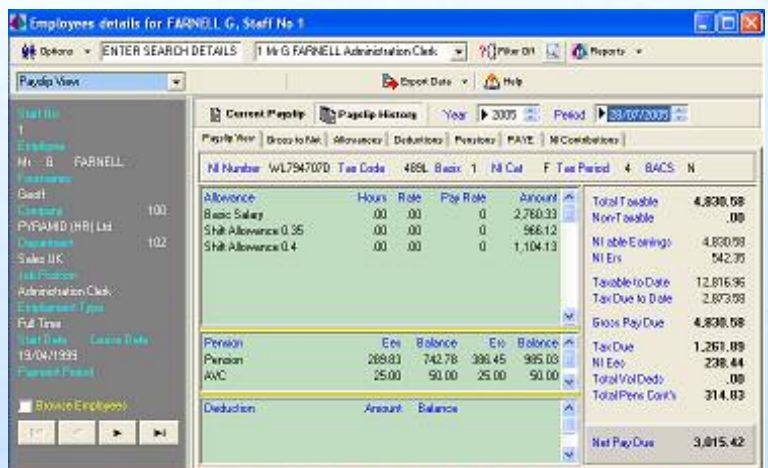 Employees details for FARNELL G, Staff No 1
Options ENTER SEARCH DETAILS 1 Mr G FARNELL Administration Clerk Filter Off Reports
Payslip View Export Data Help
Staff No
1
Employee
Mr G FARNELL
Forenames
Geoff
Company 100
PYRAMID (HR) Ltd
Department 102
Sales UK
Job Position
Administration Clerk
Employment Type
Full Time
Start Date Leave Date
19/04/1999
Payment Period
Browse Employees
Current Payslip Payslip History Year 2005 Period 28/07/2005
Payslip View Gross to Net Allowances Deductions Pensions PAYE NI Contributions
NI Number WL794707D Tax Code 489L Basic 1 NI Cat F Tax Period 4 BACS N
Allowance Hours Rate Pay Rate Amount
Basic Salary .00 .00 0 2,760.33
Shift Allowance 0.35 .00 .00 0 966.12
Shift Allowance 0.4 .00 .00 0 1,104.13
Pension Ees Balance Ers Balance
Pension 289.83 742.78 386.45 985.03
AVC 25.00 50.00 25.00 50.00
Deduction Amount Balance
Total Taxable 4,830.58
Non-Taxable .00
NI able Earnings 4,830.58
NI Ers 542.35
Taxable to Date 12,816.96
Tax Due to Date 2,873.58
Gross Pay Due 4,830.58
Tax Due 1,261.89
NI Ees 238.44
Total Vol Deds .00
Total Pens Cont's 314.83
Net Pay Due 3,015.42